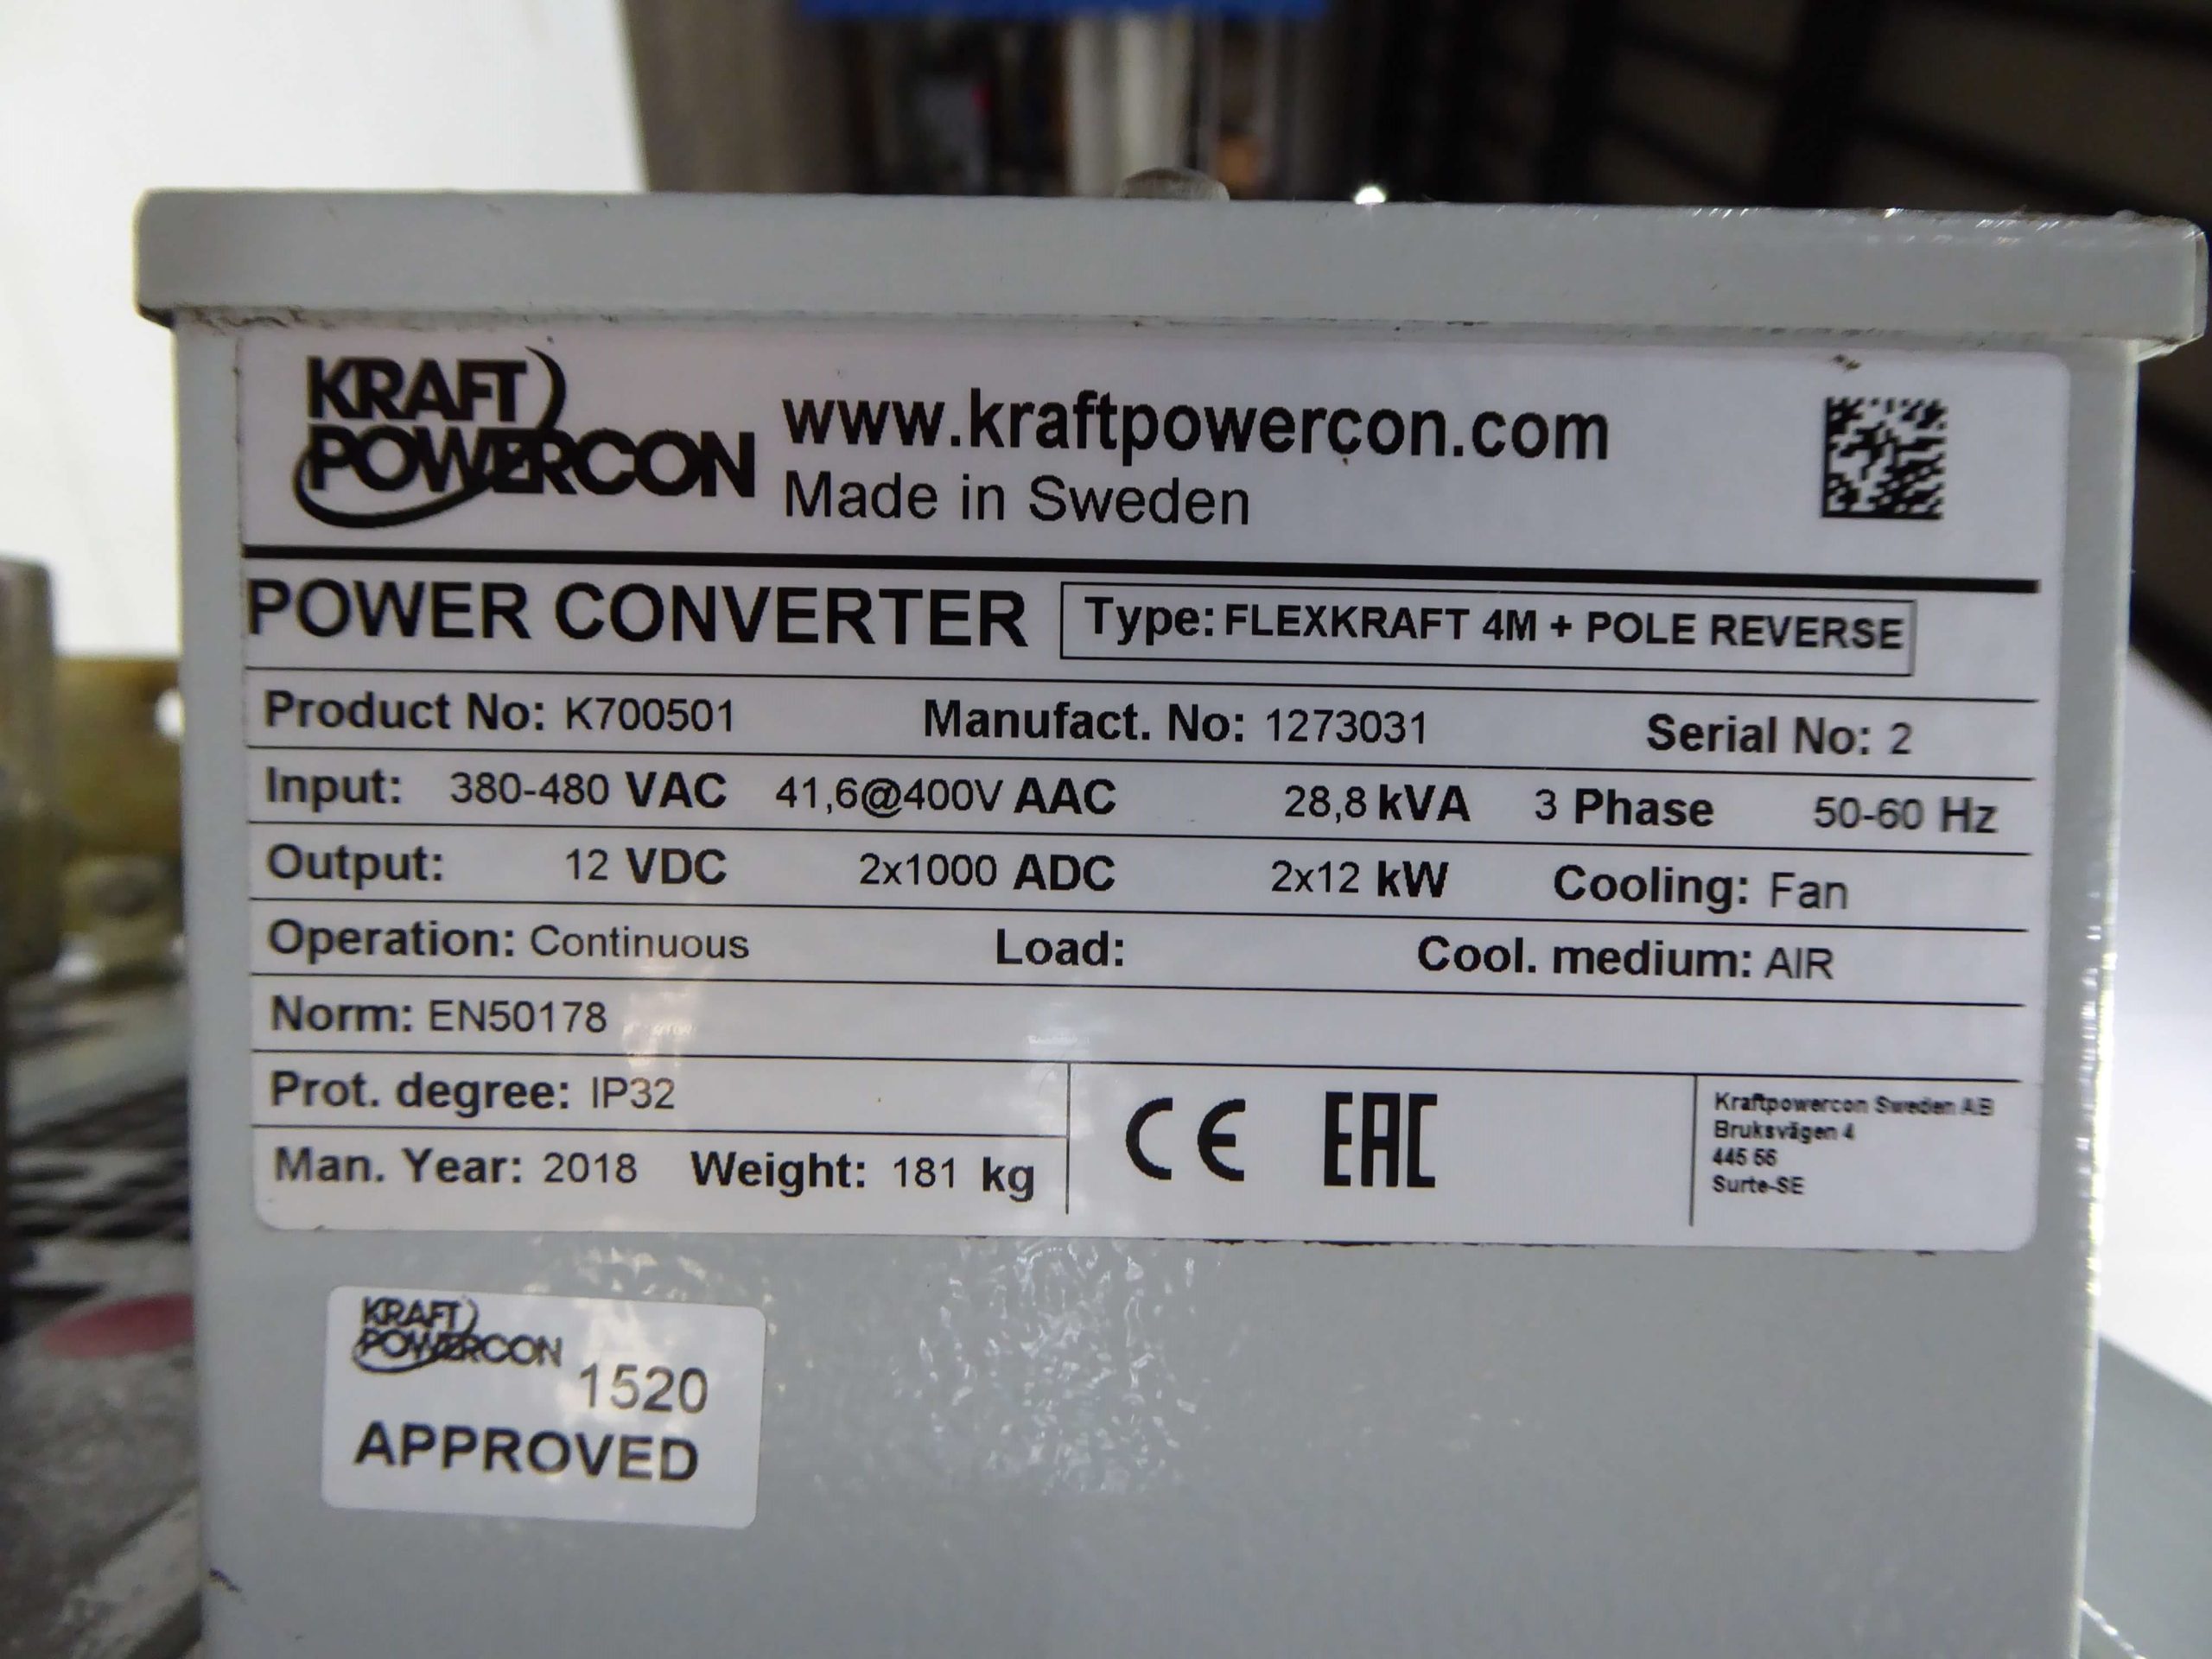 KRAFT
POWERCON
www.kraftpowercon.com
Made in Sweden
POWER CONVERTER Type: FLEXKRAFT 4M + POLE REVERSE
Product No: K700501 Manufact. No: 1273031 Serial No: 2
Input: 380-480 VAC 41,6@400V AAC 28,8 kVA 3 Phase 50-60 Hz
Output: 12 VDC 2x1000 ADC 2x12 kW Cooling: Fan
Operation: Continuous Load: Cool. medium: AIR
Norm: EN50178
Prot. degree: IP32
Man. Year: 2018 Weight: 181 kg
CE EAC
Kraftpowercon Sweden AB
Bruksvägen 4
445 56
Surte-SE
KRAFT
POWERCON
1520
APPROVED